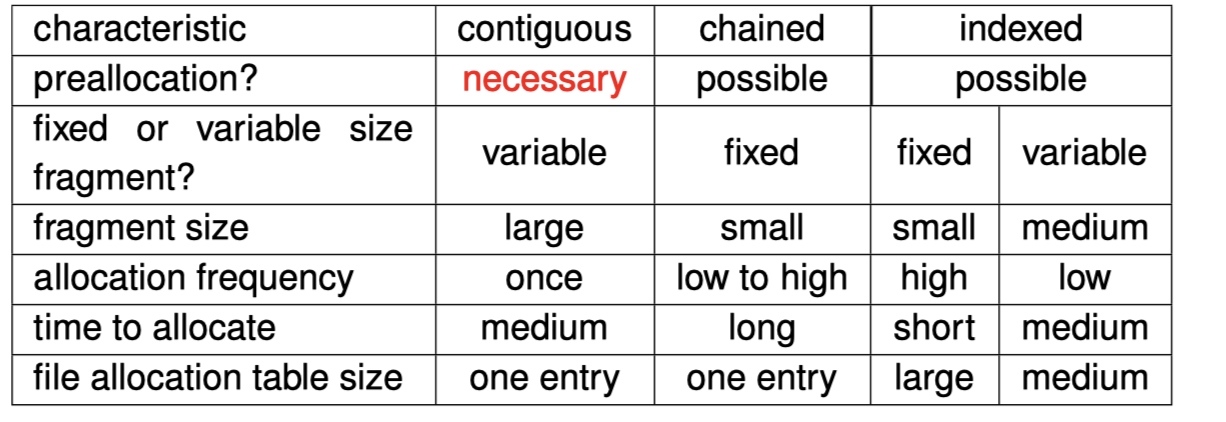 characteristic contiguous chained indexed
preallocation? necessary possible possible
fixed or variable size
fragment? variable fixed fixed variable
fragment size large small small medium
allocation frequency once low to high high low
time to allocate medium long short medium
file allocation table size one entry one entry large medium